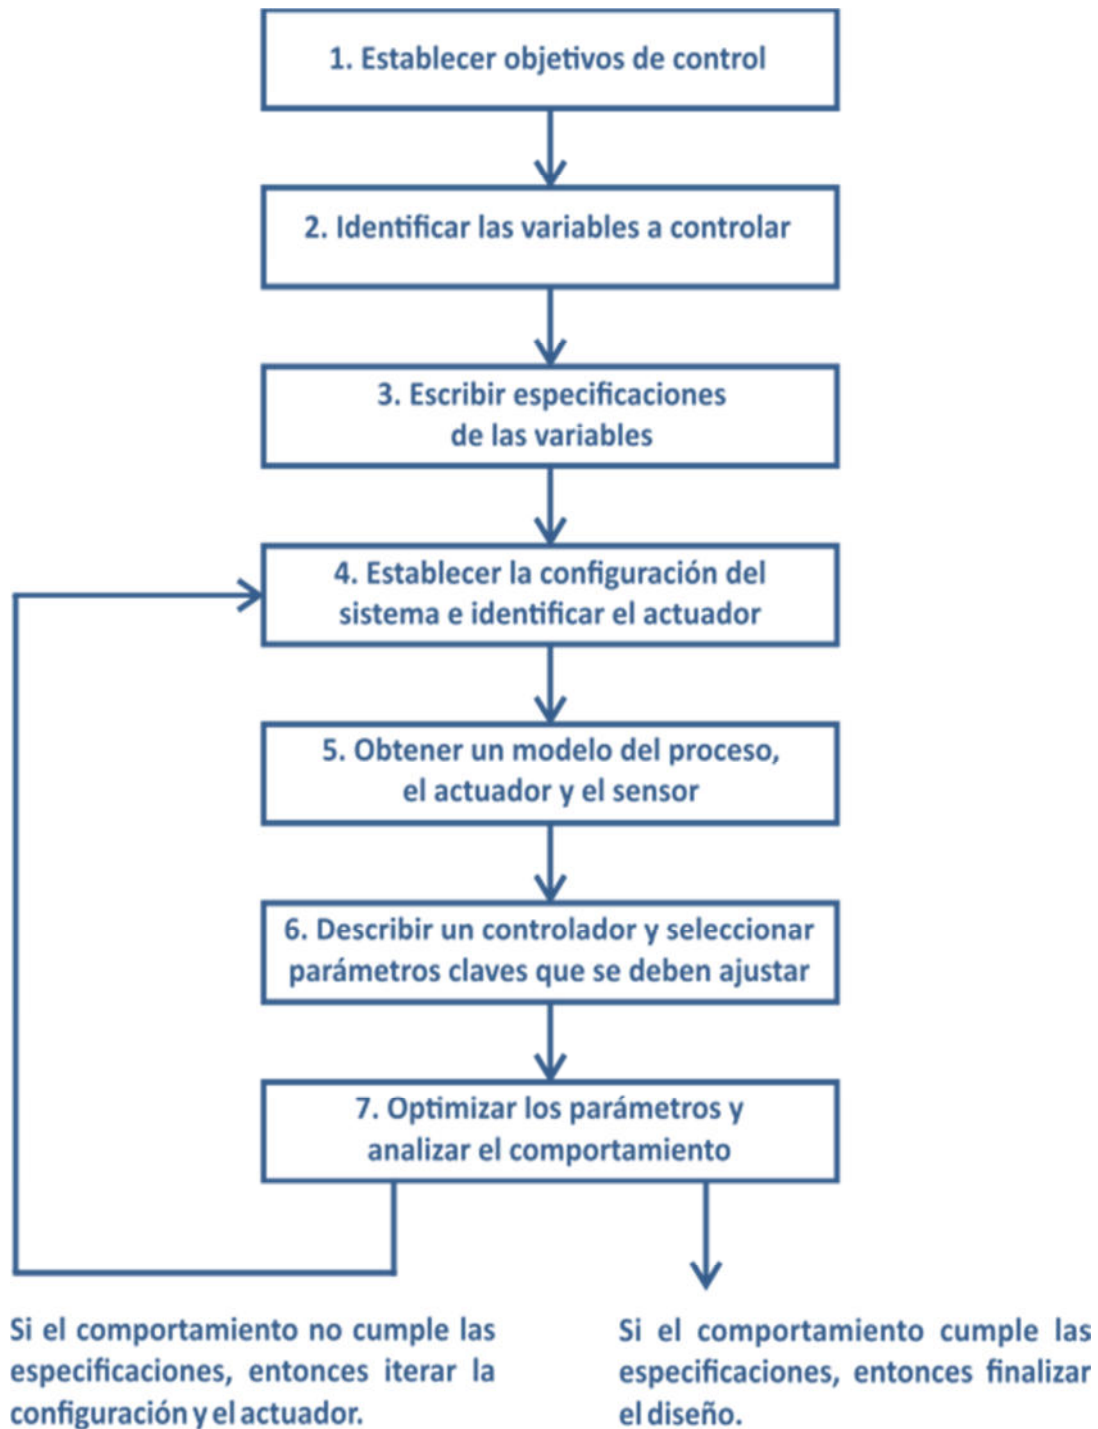 1. Establecer objetivos de control
2. Identificar las variables a controlar
3. Escribir especificaciones
de las variables
4. Establecer la configuración del
sistema e identificar el actuador
5. Obtener un modelo del proceso,
el actuador y el sensor
6. Describir un controlador y seleccionar
parámetros claves que se deben ajustar
7. Optimizar los parámetros y
analizar el comportamiento
Si el comportamiento no cumple las
especificaciones, entonces iterar la
configuración y el actuador.
Si el comportamiento cumple las
especificaciones, entonces finalizar
el diseño.